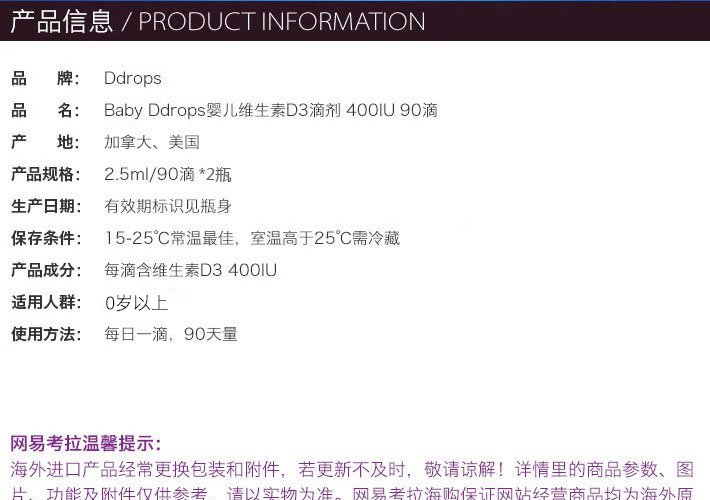 产品信息 / PRODUCT INFORMATION
品 牌： Ddrops
品 名： Baby Ddrops婴儿维生素D3滴剂 400IU 90滴
产 地： 加拿大、美国
产品规格： 2.5ml/90滴 *2瓶
生产日期： 有效期标识见瓶身
保存条件： 15-25℃常温最佳，室温高于25℃需冷藏
产品成分： 每滴含维生素D3 400IU
适用人群： 0岁以上
使用方法： 每日一滴，90天量
网易考拉温馨提示：
海外进口产品经常更换包装和附件，若更新不及时，敬请谅解！详情里的商品参数、图
片、功能及附件仅供参考，请以实物为准。网易考拉海购保证网站经营商品均为海外原